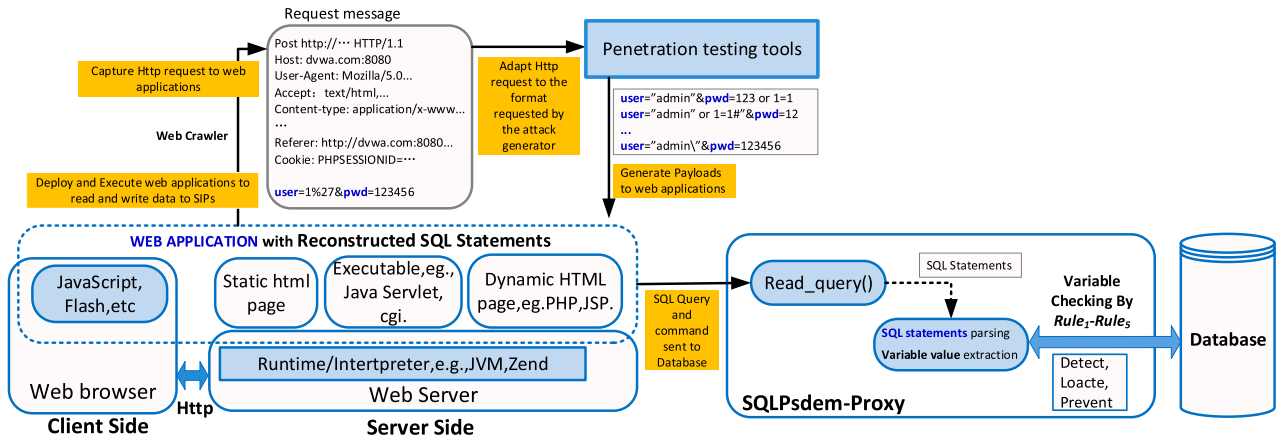 Request message
Post http://··· HTTP/1.1
Host: dvwa.com:8080
User-Agent: Mozilla/5.0...
Accept： text/html,...
Content-type: application/x-www...
···
Referer: http://dvwa.com:8080...
Cookie: PHPSESSIONID=···
user=1%27&pwd=123456
Capture Http request to web
applications
Web Crawler
Deploy and Execute web applications to
read and write data to SIPs
Adapt Http
request to the
format
requested by
the attack
generator
Penetration testing tools
user="admin"&pwd=123 or 1=1
user="admin" or 1=1#"&pwd=12
...
user="admin\"&pwd=123456
Generate Payloads
to web applications
WEB APPLICATION with Reconstructed SQL Statements
JavaScript,
Flash,etc
Static html
page
Executable,eg.,
Java Servlet,
cgi.
Dynamic HTML
page,eg.PHP,JSP.
Runtime/Intertpreter,e.g.,JVM,Zend
Web browser
Web Server
Http
Client Side
Server Side
SQL Query
and
command
sent to
Database
Read_query()
SQL Statements
SQL statements parsing
Variable value extraction
Variable
Checking By
Rule1-Rule5
Detect,
Loacte,
Prevent
SQLPsdem-Proxy
Database